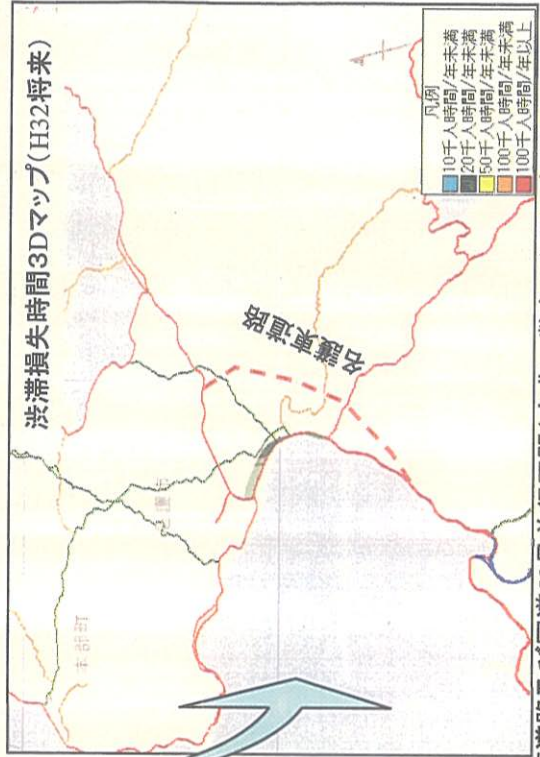 渋滞損失時間3Dマップ(H32将来)
名護東道路
本部町
凡例
10千人時間/年未満
20千人時間/年未満
50千人時間/年未満
100千人時間/年未満
100千人時間/年以上